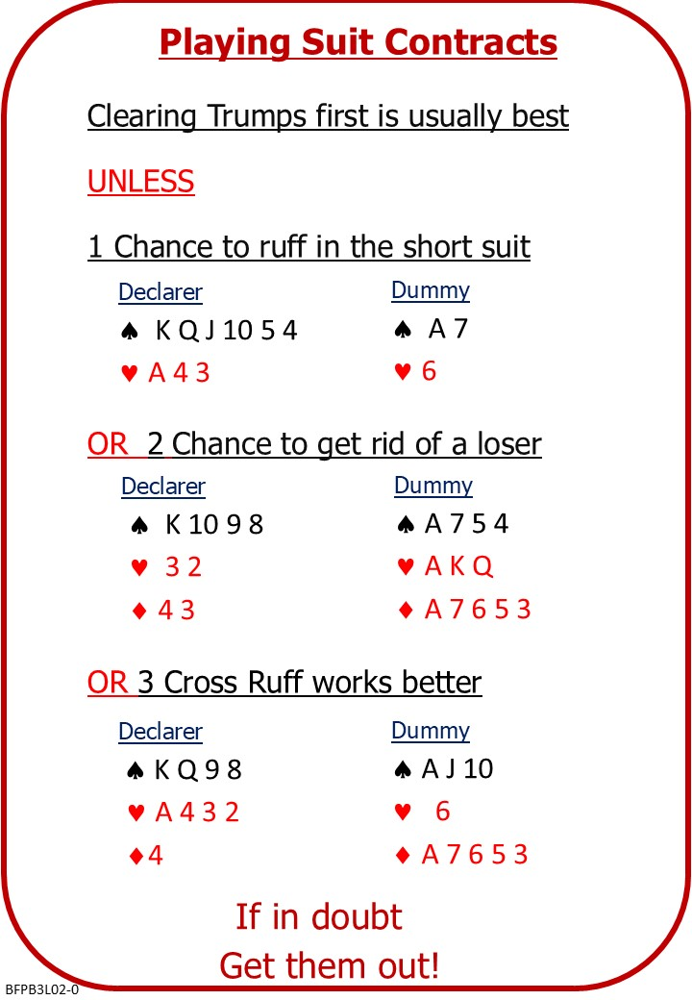 Playing Suit Contracts
Clearing Trumps first is usually best
UNLESS
1 Chance to ruff in the short suit
Declarer Dummy
♠ K Q J 10 5 4 ♠ A 7
♥ A 4 3 ♥ 6
OR 2 Chance to get rid of a loser
Declarer Dummy
♠ K 10 9 8 ♠ A 7 5 4
♥ 3 2 ♥ A K Q
♦ 4 3 ♦ A 7 6 5 3
OR 3 Cross Ruff works better
Declarer Dummy
♠ K Q 9 8 ♠ A J 10
♥ A 4 3 2 ♥ 6
♦ 4 ♦ A 7 6 5 3
If in doubt
Get them out!
BFPB3L02-0